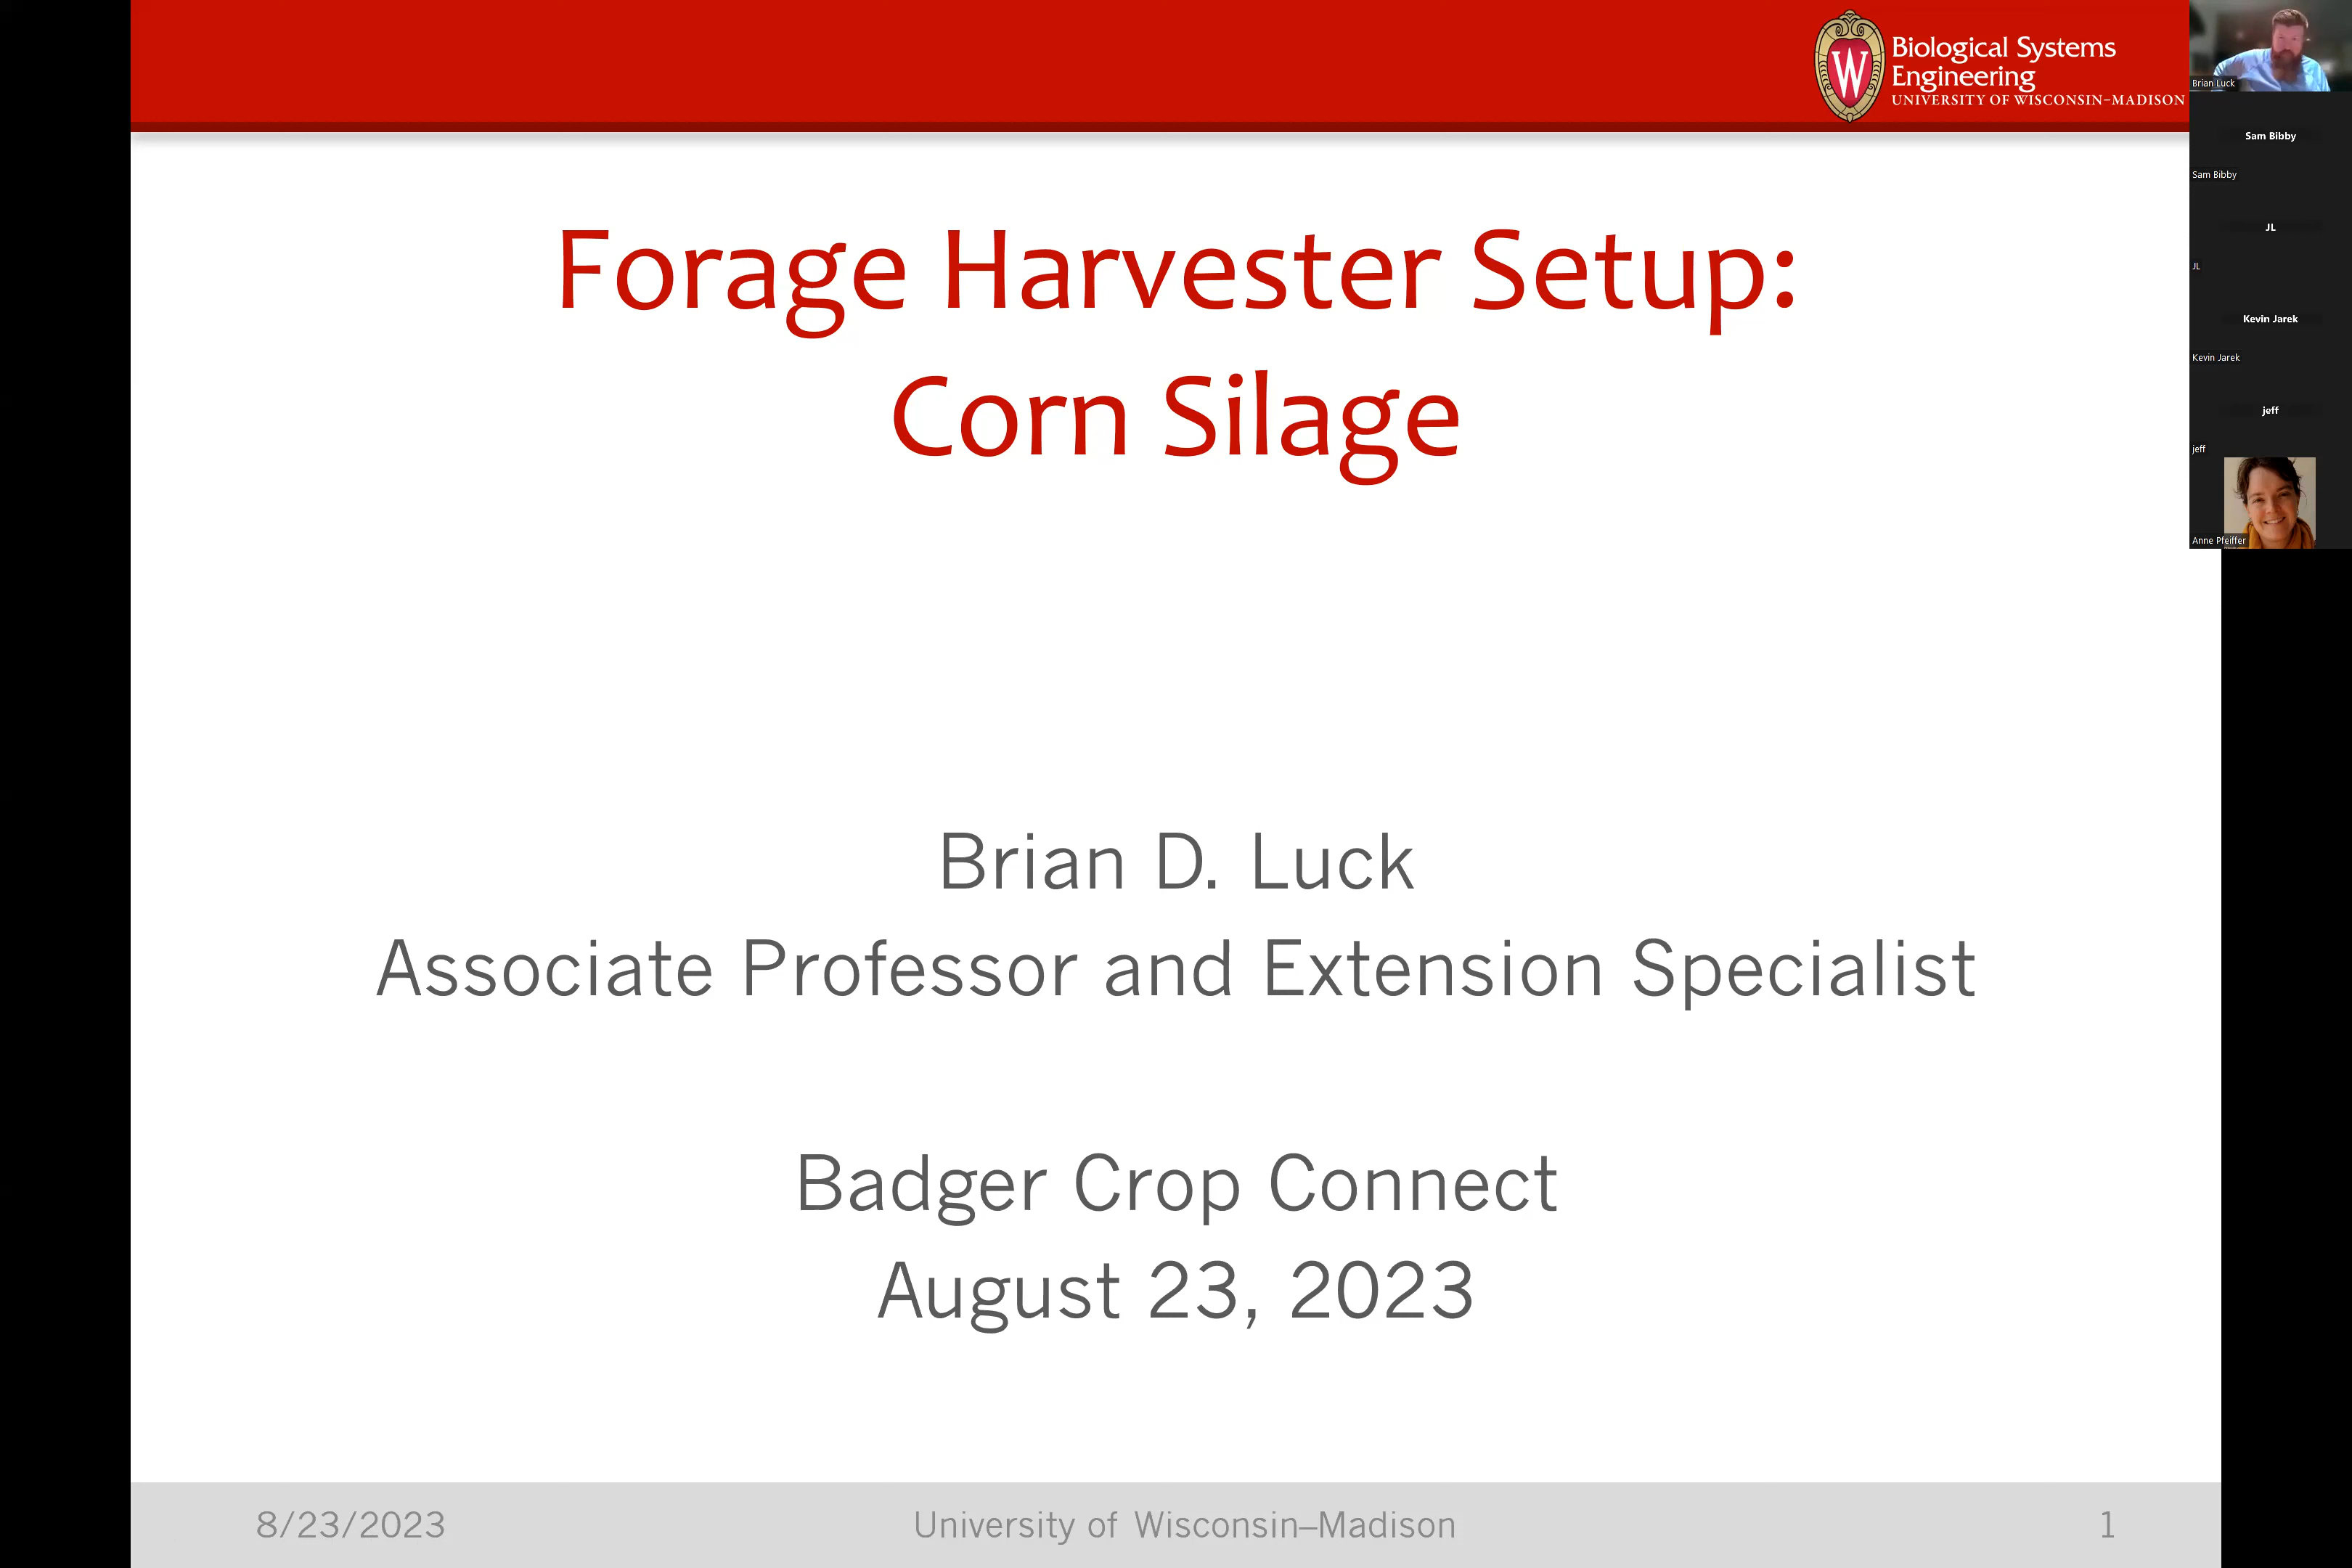 Biological Systems
Engineering
UNIVERSITY OF WISCONSIN–MADISON
W
Forage Harvester Setup:
Corn Silage
Brian D. Luck
Associate Professor and Extension Specialist
Badger Crop Connect
August 23, 2023
8/23/2023
University of Wisconsin–Madison
1
Brian Luck
Sam Bibby
Sam Bibby
JL
JL
Kevin Jarek
Kevin Jarek
jeff
jeff
Anne Pfeiffer